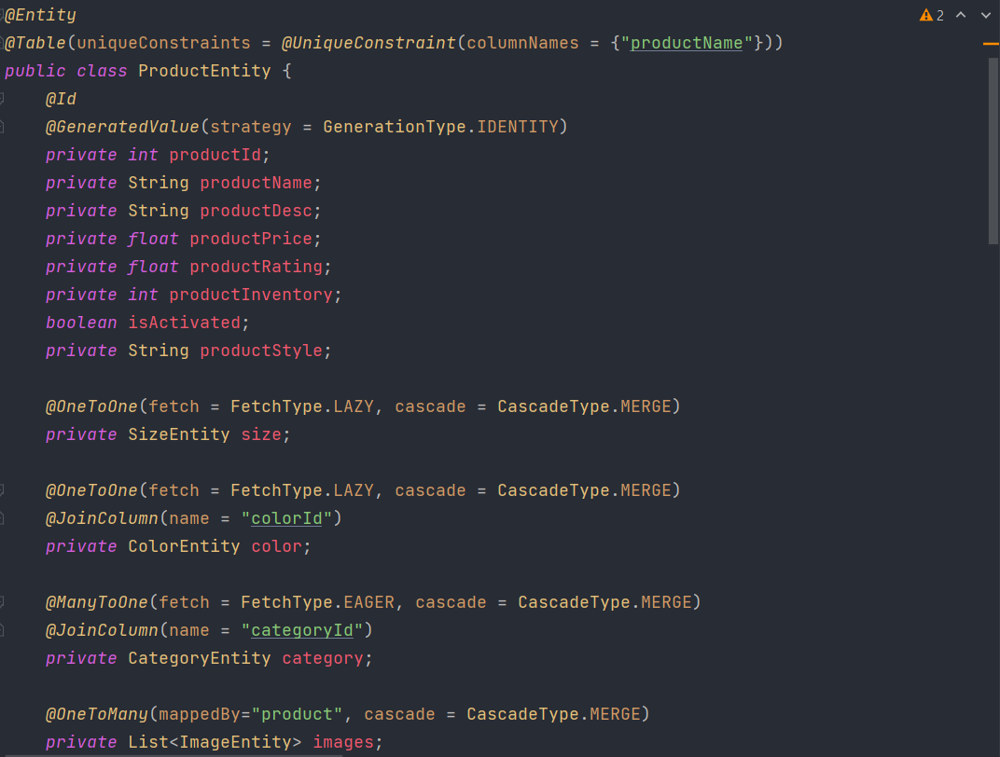 @Entity
2
@Table(uniqueConstraints = @UniqueConstraint(columnNames = {"productName"}))
public class ProductEntity {
@Id
@GeneratedValue(strategy = GenerationType.IDENTITY)
private int productId;
private String productName;
private String productDesc;
private float productPrice;
private float productRating;
private int productInventory;
boolean isActivated;
private String productStyle;
@OneToOne(fetch = FetchType.LAZY, cascade = CascadeType.MERGE)
private SizeEntity size;
@OneToOne(fetch = FetchType.LAZY, cascade = CascadeType.MERGE)
@JoinColumn(name = "colorId")
private ColorEntity color;
@ManyToOne(fetch = FetchType.EAGER, cascade = CascadeType.MERGE)
@JoinColumn(name = "categoryId")
private CategoryEntity category;
@OneToMany(mappedBy="product", cascade = CascadeType.MERGE)
private List<ImageEntity> images;